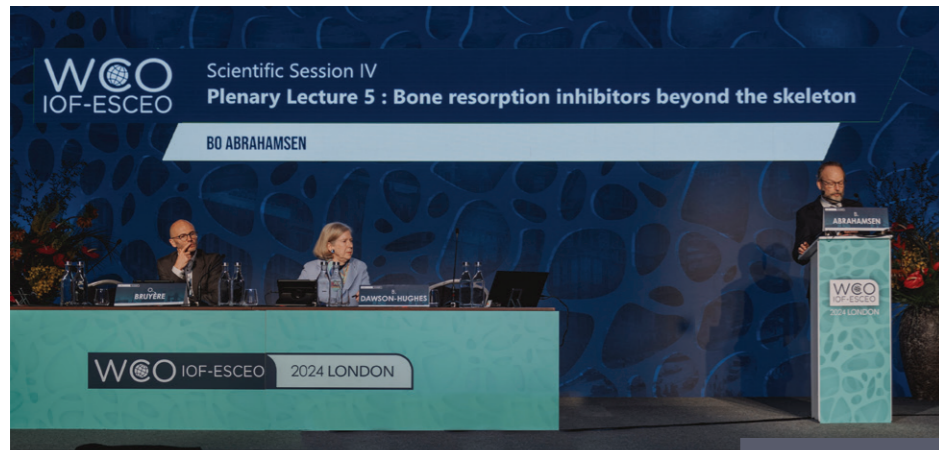 WCO
IOF-ESCEO
Scientific Session IV
Plenary Lecture 5 : Bone resorption inhibitors beyond the skeleton
BO ABRAHAMSEN
B.
ABRAHAMSEN
O.
BRUYÈRE
B.
DAWSON-HUGHES
WCO
IOF-ESCEO
2024 LONDON
WCO IOF-ESCEO 2024 LONDON